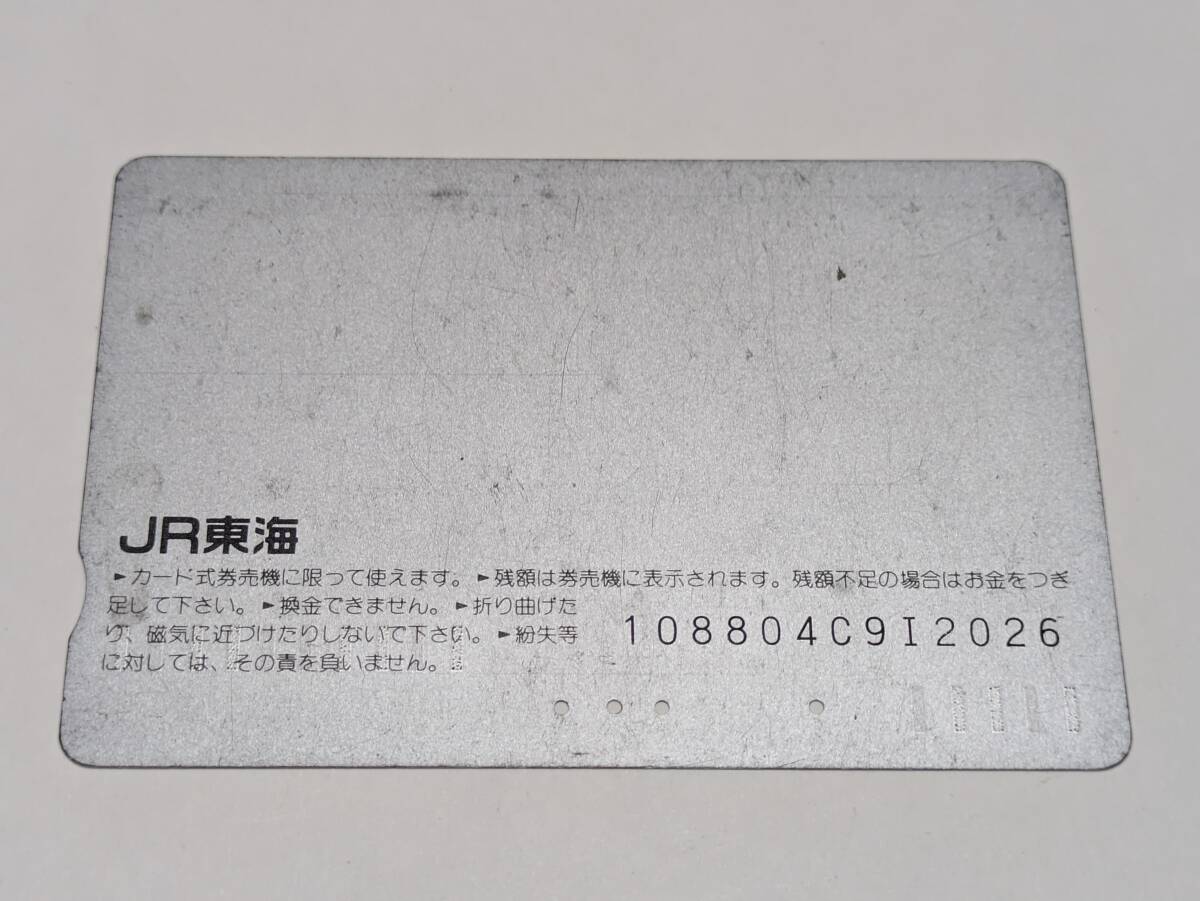 JR東海
►カード式券売機に限って使えます。►残額は券売機に表示されます。残額不足の場合はお金をつぎ
足して下さい。►換金できません。►折り曲げた
り、磁気に近づけたりしないで下さい。►紛失等
に対しては、その責を負いません。
108804C9I2026